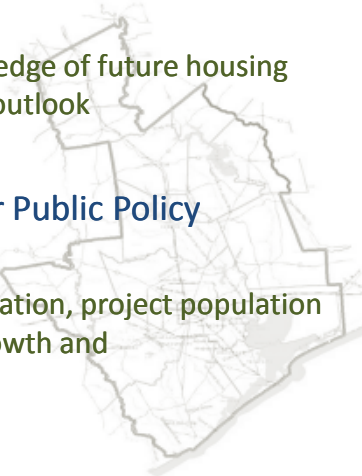 edge of future housing
outlook
r Public Policy
ation, project population
owth and